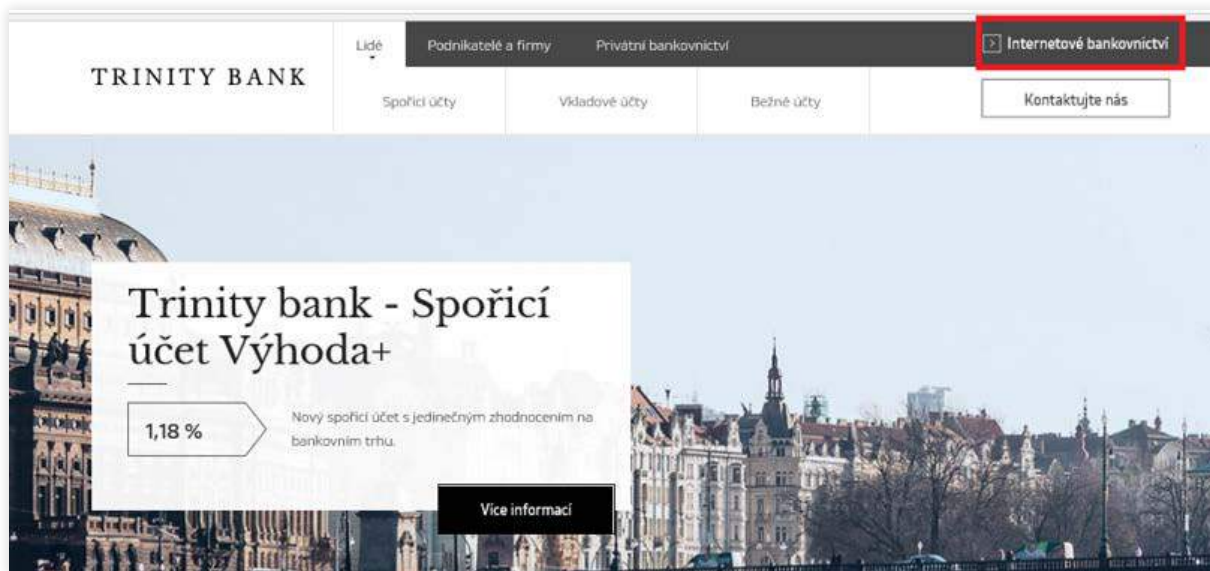 Lidé
Podnikatelé a firmy
Privátní bankovnictví
Internetové bankovnictví
TRINITY BANK
Spořicí účty
Vkladové účty
Bežné účty
Kontaktujte nás
Trinity bank - Spořicí
účet Výhoda+
1,18 %
Nový spořicí účet s jedinečným zhodnocením na
bankovním trhu.
Více informací